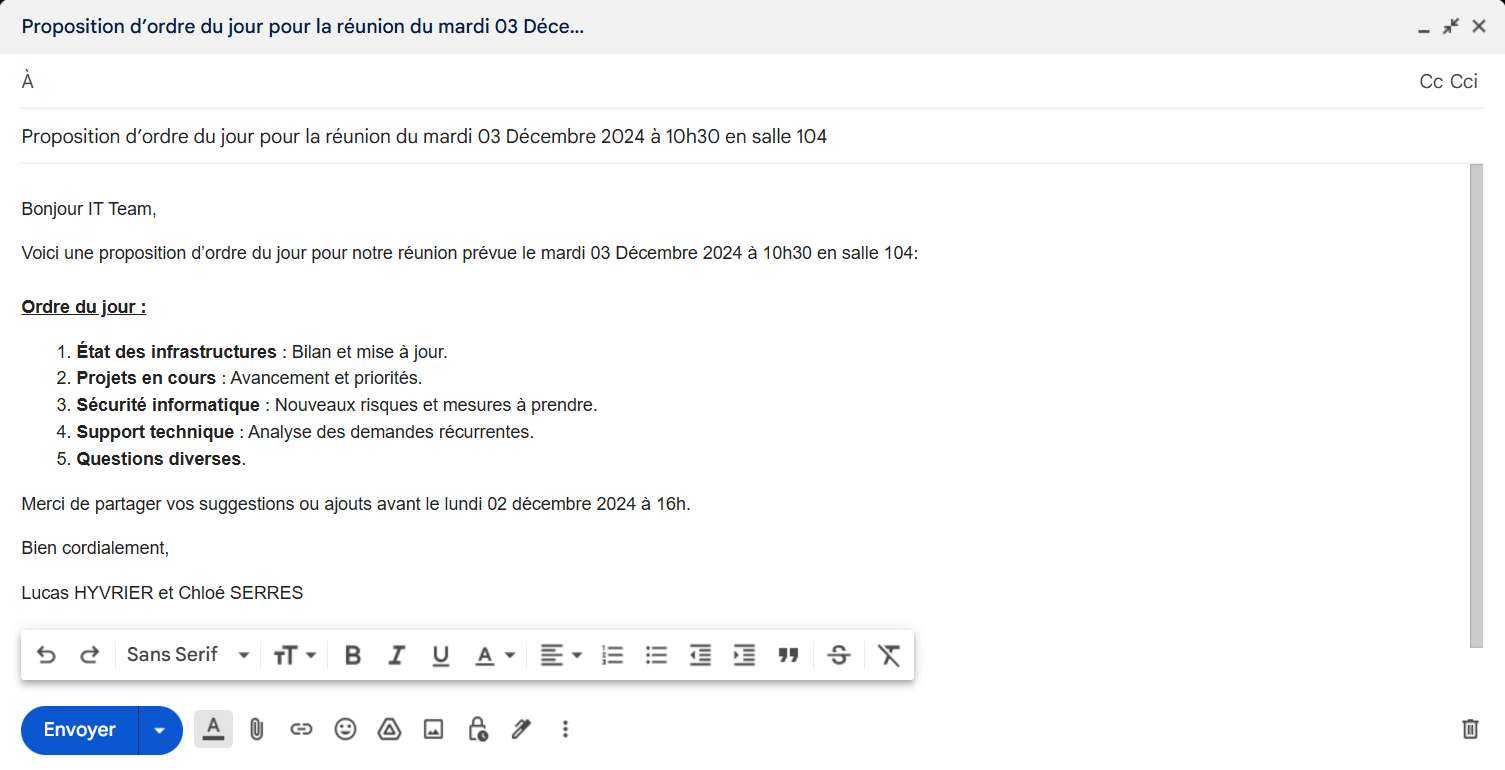 Proposition d’ordre du jour pour la réunion du mardi 03 Déce...
À Cc Cci
Proposition d’ordre du jour pour la réunion du mardi 03 Décembre 2024 à 10h30 en salle 104
Bonjour IT Team,
Voici une proposition d’ordre du jour pour notre réunion prévue le mardi 03 Décembre 2024 à 10h30 en salle 104:
Ordre du jour :
1. État des infrastructures : Bilan et mise à jour.
2. Projets en cours : Avancement et priorités.
3. Sécurité informatique : Nouveaux risques et mesures à prendre.
4. Support technique : Analyse des demandes récurrentes.
5. Questions diverses.
Merci de partager vos suggestions ou ajouts avant le lundi 02 décembre 2024 à 16h.
Bien cordialement,
Lucas HYVRIER et Chloé SERRES
Sans Serif
Envoyer